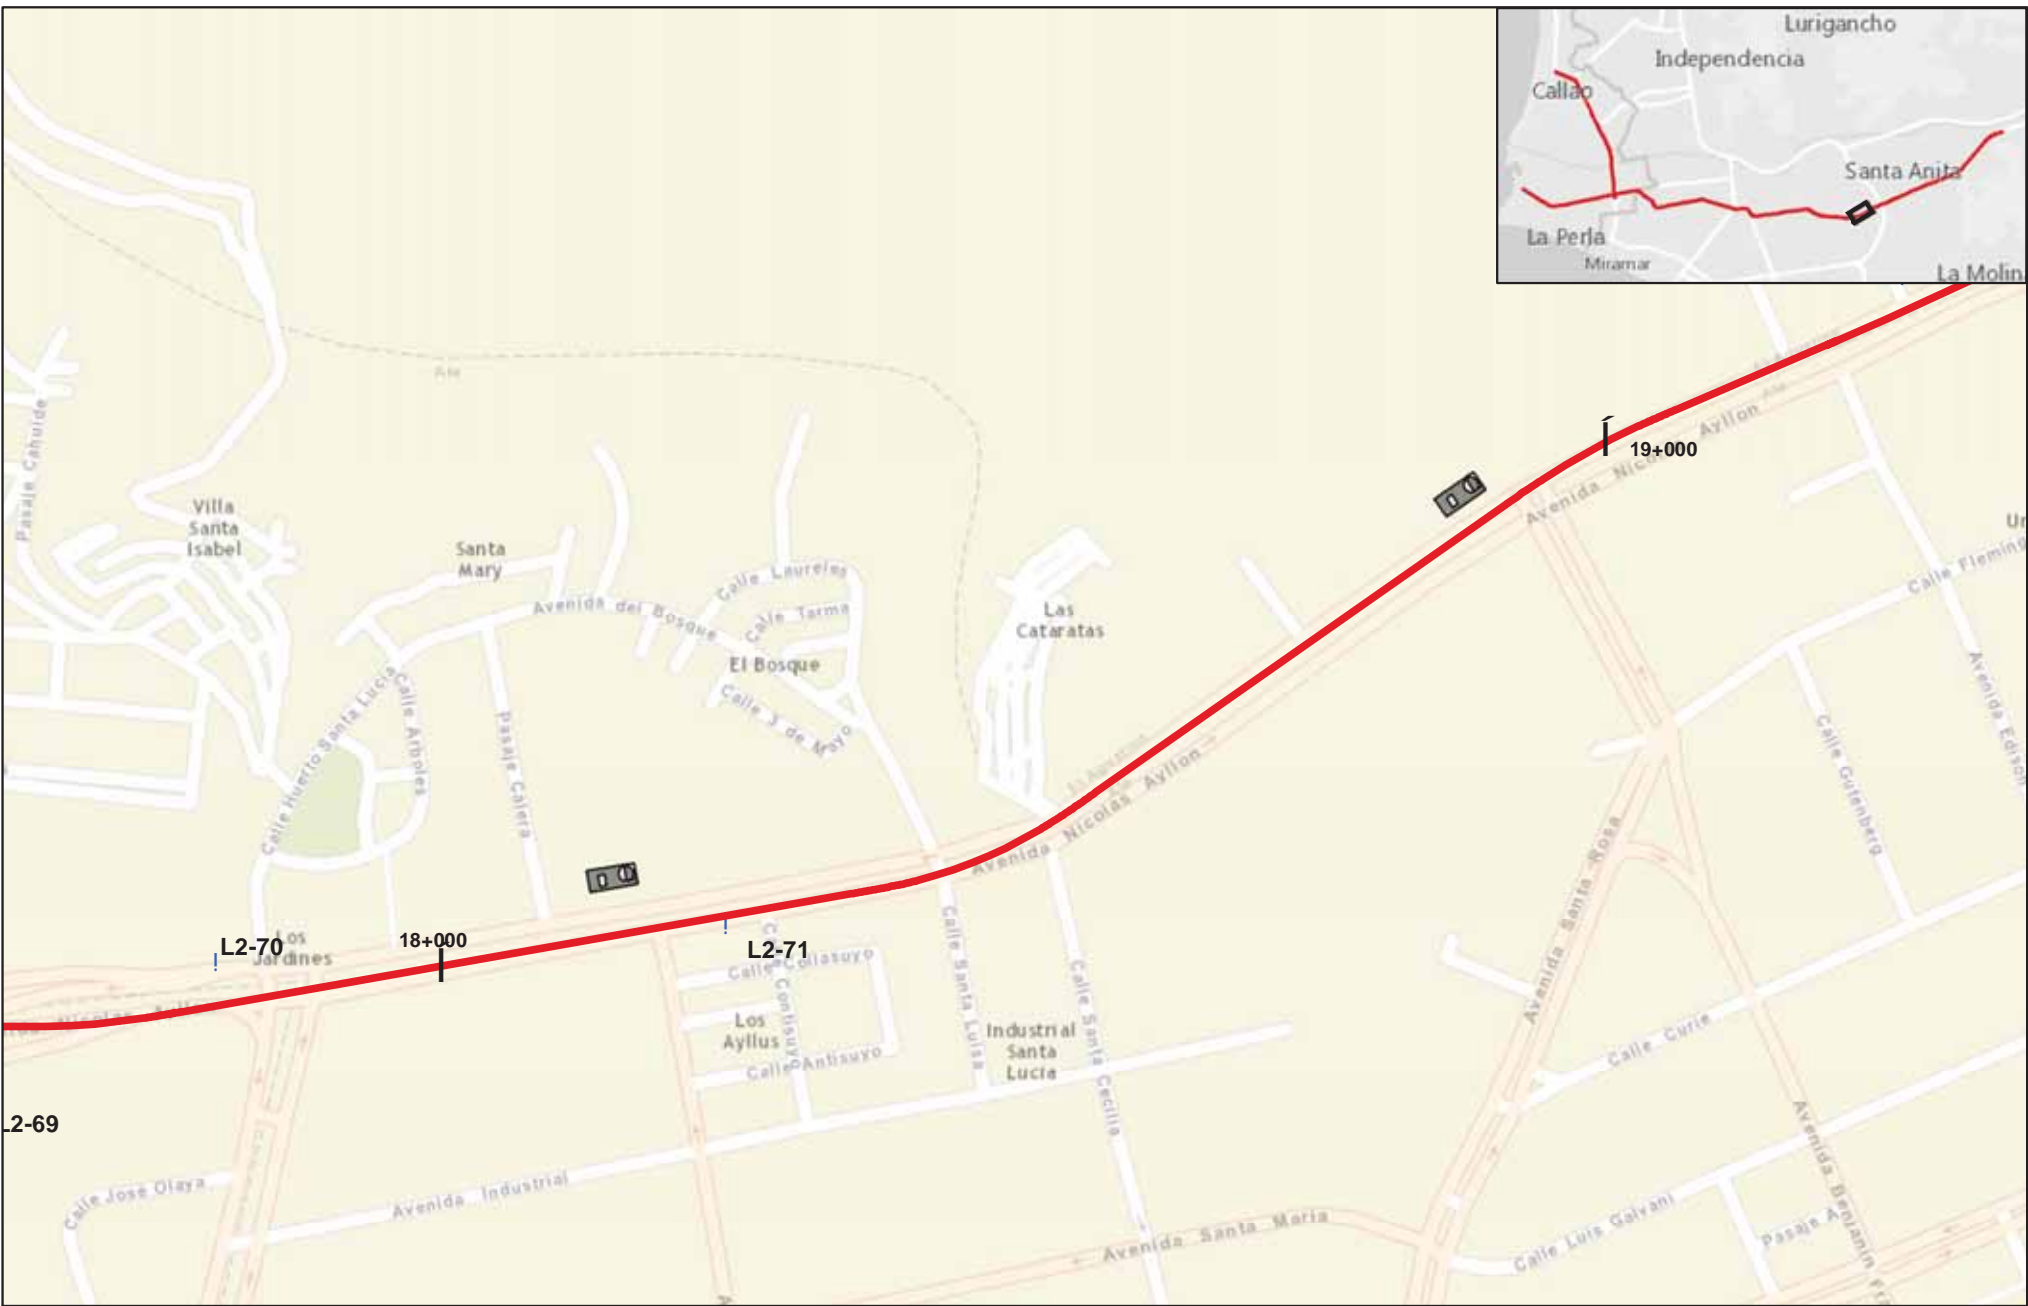 Lurigancho
Independencia
Callao
Santa Anita
La Perla
Miramar
La Molin
19+000
Avenida Nicolas Ayllon
Pasaje Cahuide
Villa
Santa
Isabel
Santa
Mary
Avenida del Bosque
Calle Laureles
Calle Tarma
El Bosque
Calle 3 de Mayo
Las
Cataratas
Calle Fleming
Avenida Edison
Calle Gutenberg
Calle Huerto Santa Lucia
Calle Arboles
Pasaje Calera
Avenida Nicolas Ayllon
Avenida Santa Rosa
L2-70
Los
Jardines
18+000
L2-71
Calle Collasuyo
Calle Contisuyo
Los
Ayllus
Calle Antisuyo
Calle Santa Luisa
Industrial
Santa
Lucia
Calle Santa Cecilia
Calle Curie
L2-69
Calle José Olaya
Avenida Industrial
Avenida Santa Maria
Calle Luis Galvani
Pasaje A
Avenida Benjamin Fra